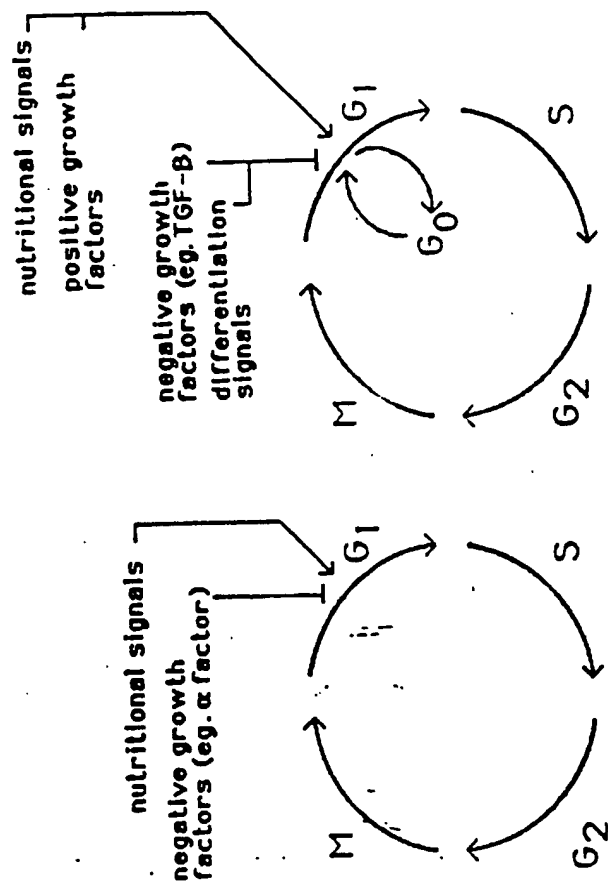 nutritional signals
negative growth
factors (eg. α factor)
G1
S
G2
M
nutritional signals
positive growth
factors
negative growth
factors (eg. TGF-B)
differentiation
signals
G1
G0
S
G2
M